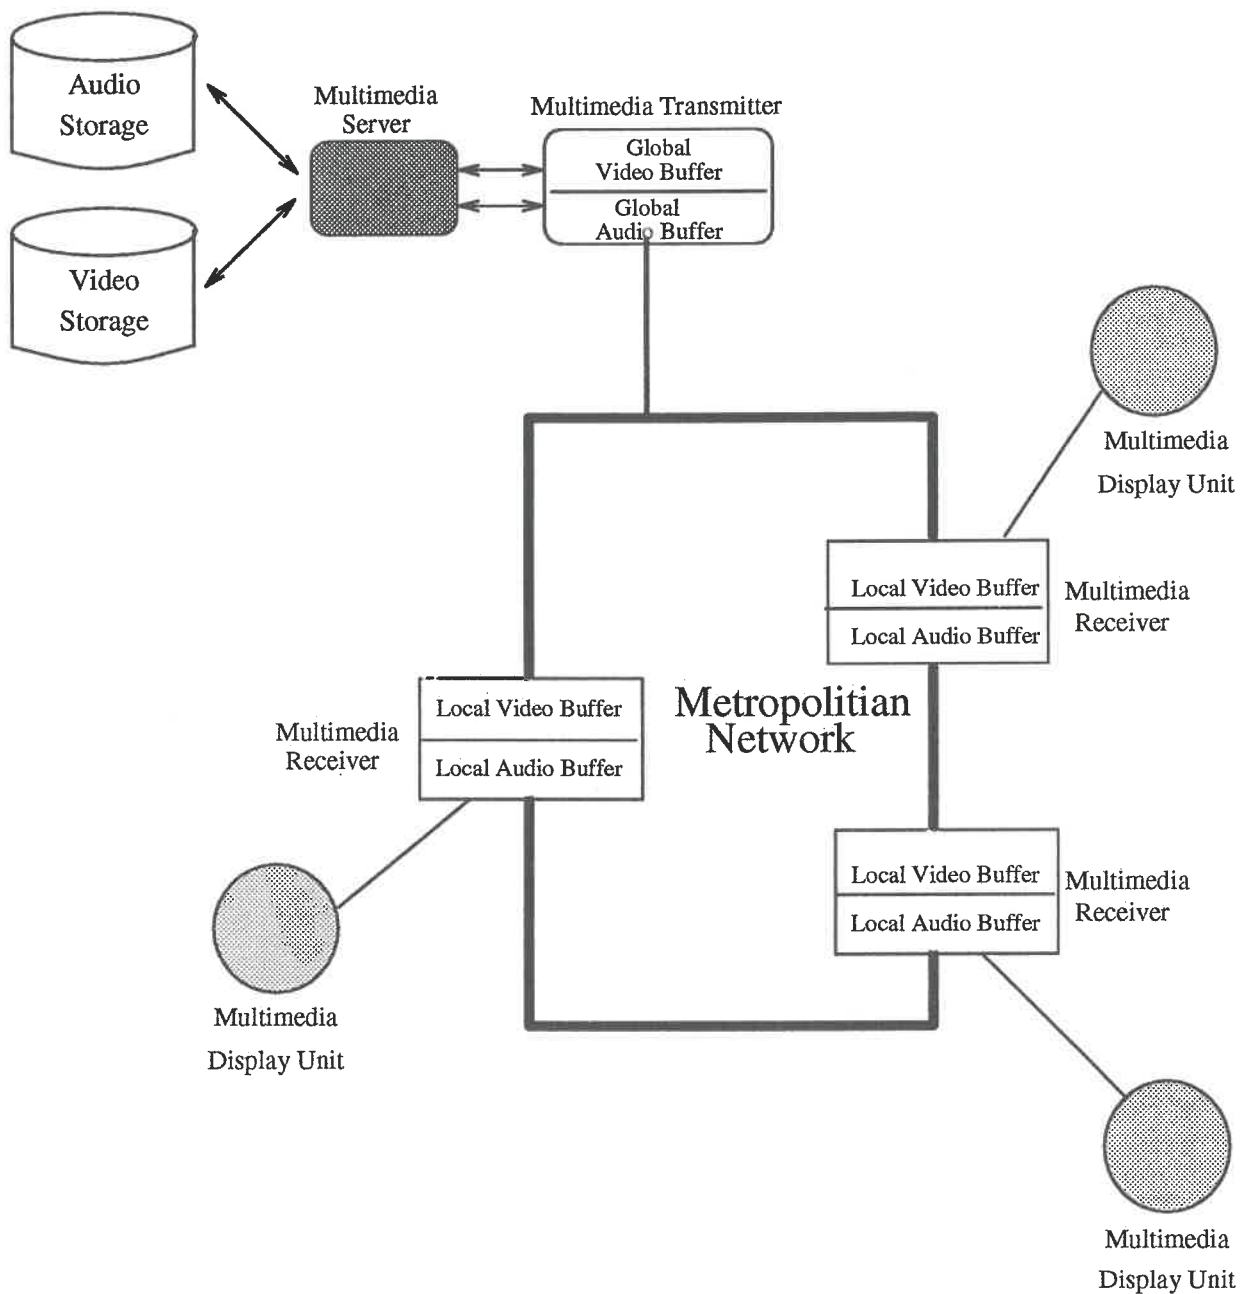 Audio
Storage
Multimedia
Server
Multimedia Transmitter
Global
Video Buffer
Global
Audio Buffer
Video
Storage
Multimedia
Display Unit
Local Video Buffer
Local Audio Buffer
Multimedia
Receiver
Metropolitian
Network
Local Video Buffer
Local Audio Buffer
Multimedia
Receiver
Local Video Buffer
Local Audio Buffer
Multimedia
Receiver
Multimedia
Display Unit
Multimedia
Display Unit